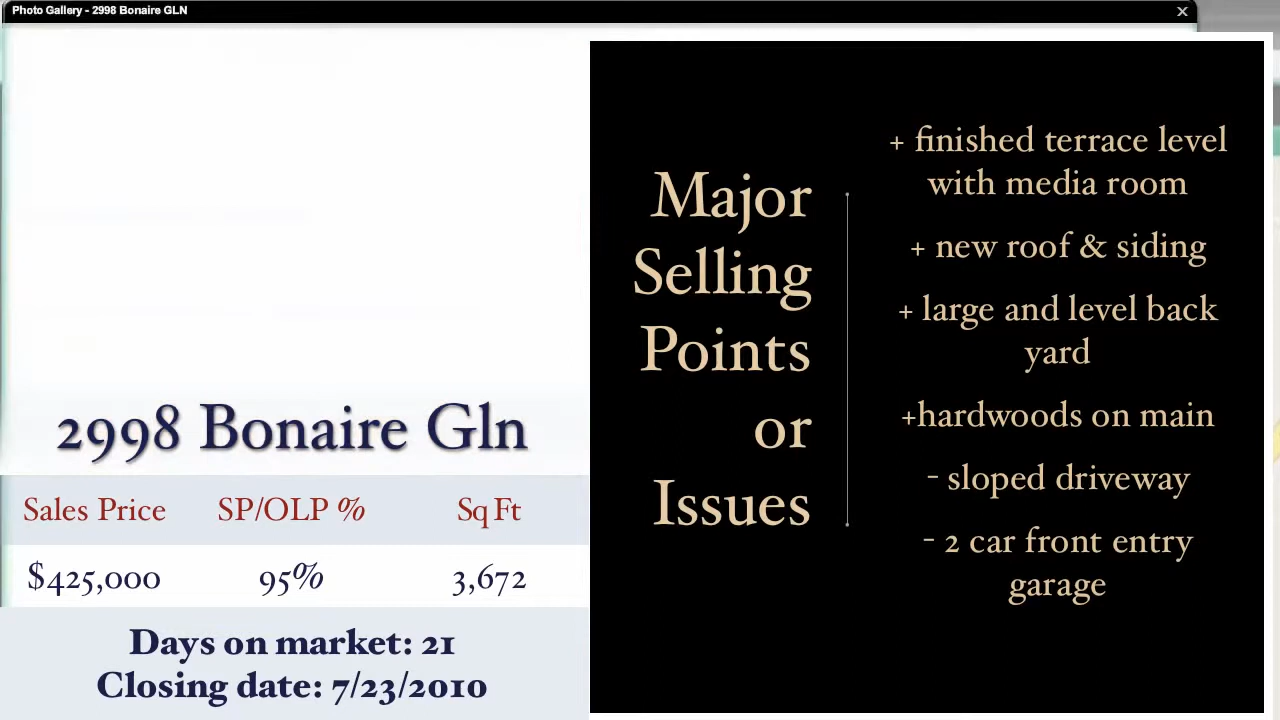 Photo Gallery - 2998 Bonaire GLN
X
2998 Bonaire Gln
Sales Price SP/OLP % Sq Ft
$425,000 95% 3,672
Days on market: 21
Closing date: 7/23/2010
Major
Selling
Points
or
Issues
+ finished terrace level
with media room
+ new roof & siding
+ large and level back
yard
+hardwoods on main
- sloped driveway
- 2 car front entry
garage